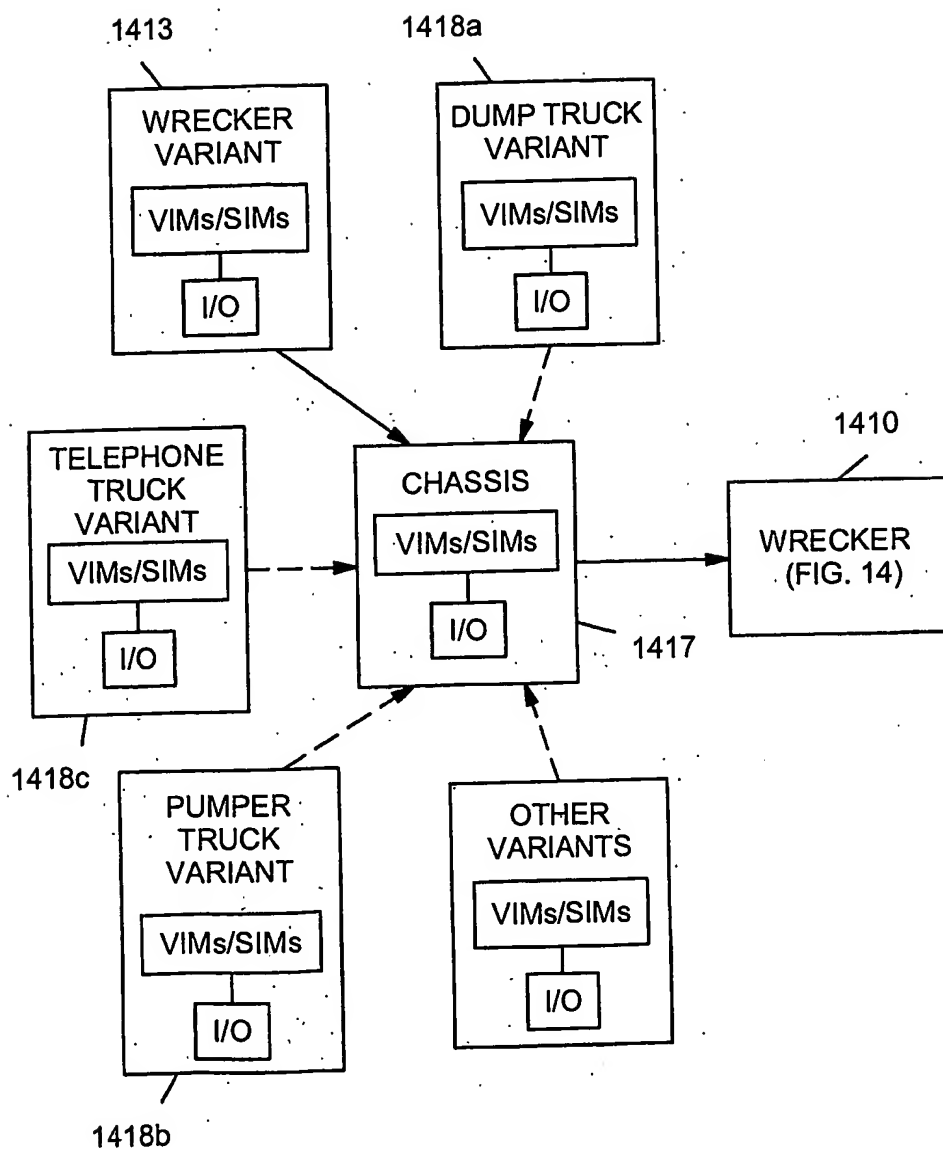 1413
1418a
WRECKER
VARIANT
VIMs/SIMs
I/O
DUMP TRUCK
VARIANT
VIMs/SIMs
I/O
TELEPHONE
TRUCK
VARIANT
VIMs/SIMs
I/O
1418c
CHASSIS
VIMs/SIMs
I/O
1417
1410
WRECKER
(FIG. 14)
PUMPER
TRUCK
VARIANT
VIMs/SIMs
I/O
1418b
OTHER
VARIANTS
VIMs/SIMs
I/O